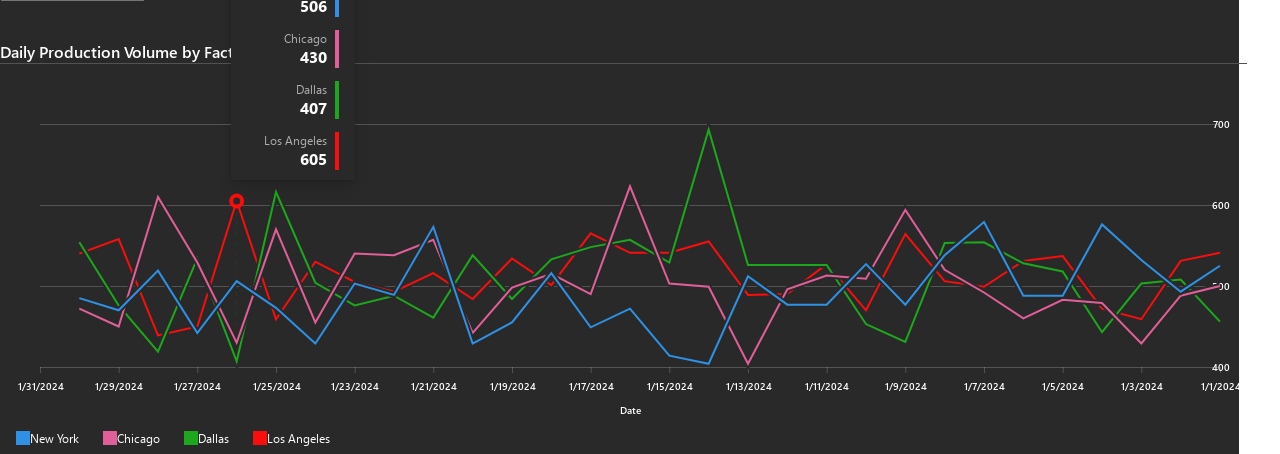 506
Chicago
430
Daily Production Volume by Fact
Dallas
407
Los Angeles
605
700
600
500
400
1/31/2024 1/29/2024 1/27/2024 1/25/2024 1/23/2024 1/21/2024 1/19/2024 1/17/2024 1/15/2024 1/13/2024 1/11/2024 1/9/2024 1/7/2024 1/5/2024 1/3/2024 1/1/2024
Date
New York Chicago Dallas Los Angeles